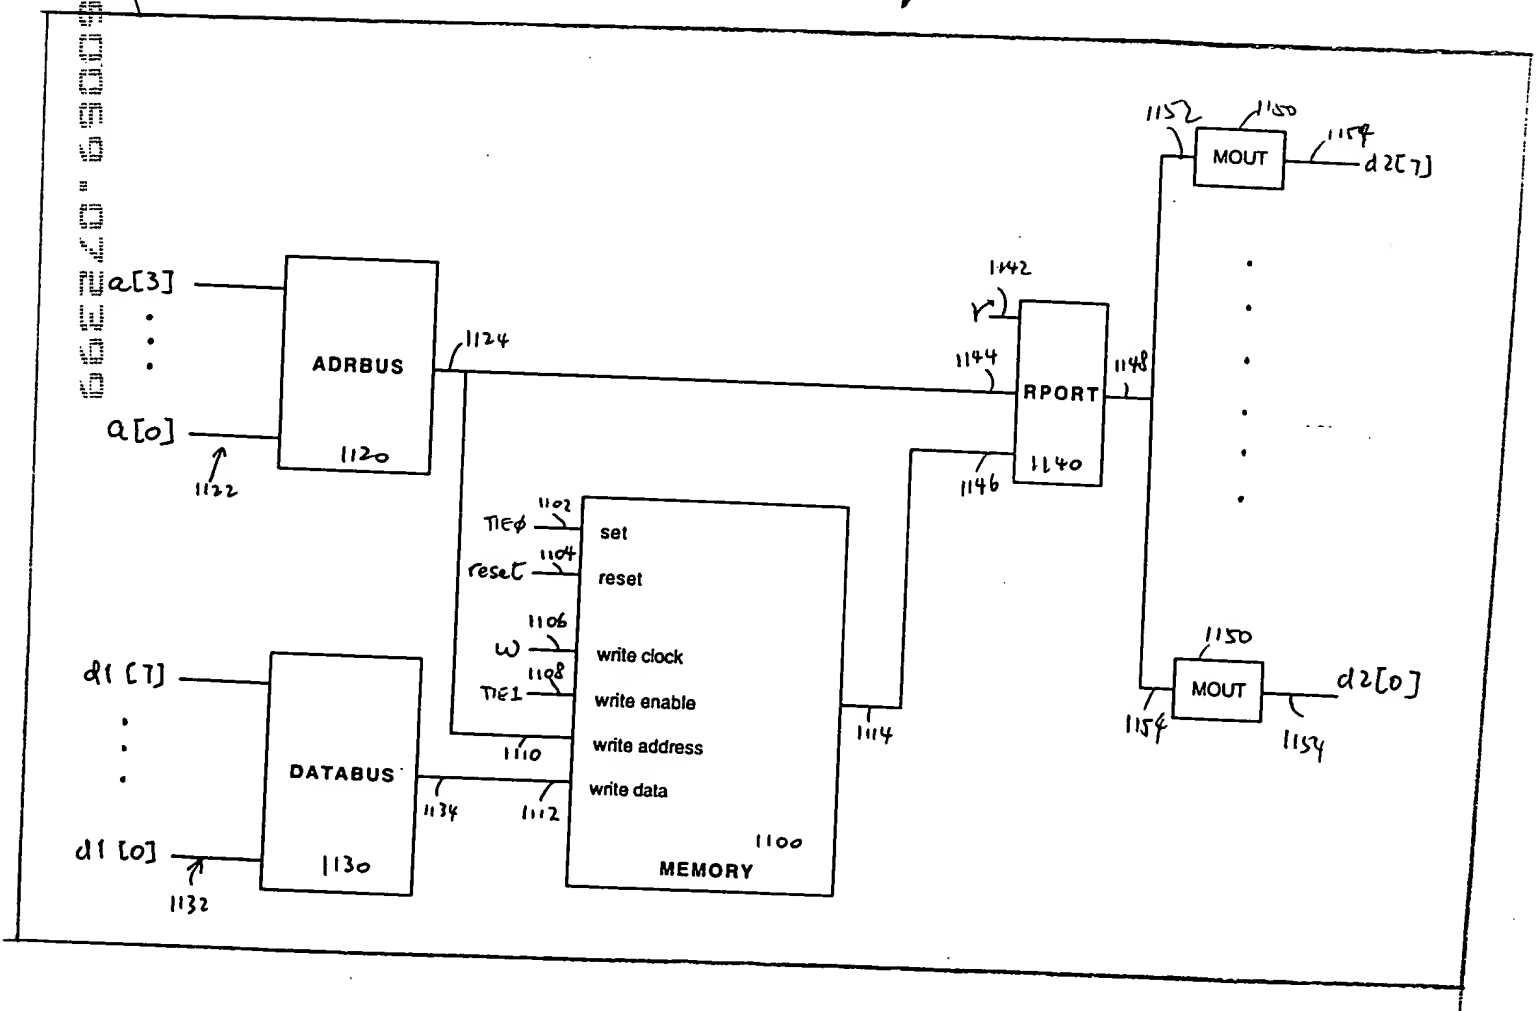 66E270.69005
1152
1150
MOUT
1154
d2[7]
a[3]
1142
r
1124
1144
1148
ADRBUS
RPORT
a[0]
1120
1122
1146
1140
1102
TIEφ
set
1104
reset
reset
1106
w
write clock
1108
TIE1
write enable
1110
write address
1114
1150
MOUT
d2[0]
1154
1154
d1[7]
DATABUS
1134
1112
write data
d1[0]
1130
1132
1100
MEMORY